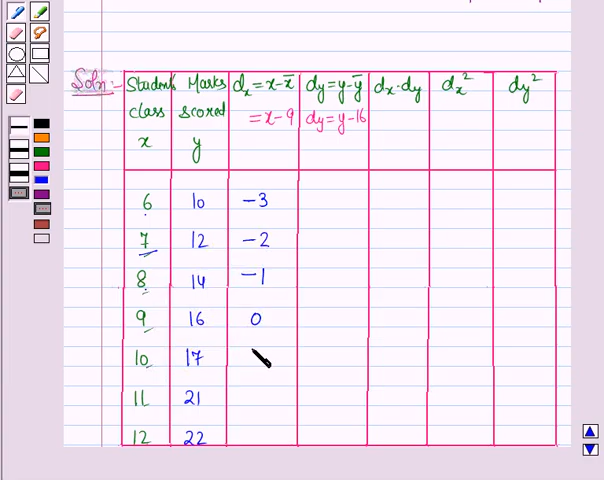 Soln:-
Students class x | Marks scored y | dx = x - x̄ = x - 9 | dy = y - ȳ dy = y - 16 | dx·dy | dx² | dy²
6 10 -3
7 12 -2
8 14 -1
9 16 0
10 17
11 21
12 22